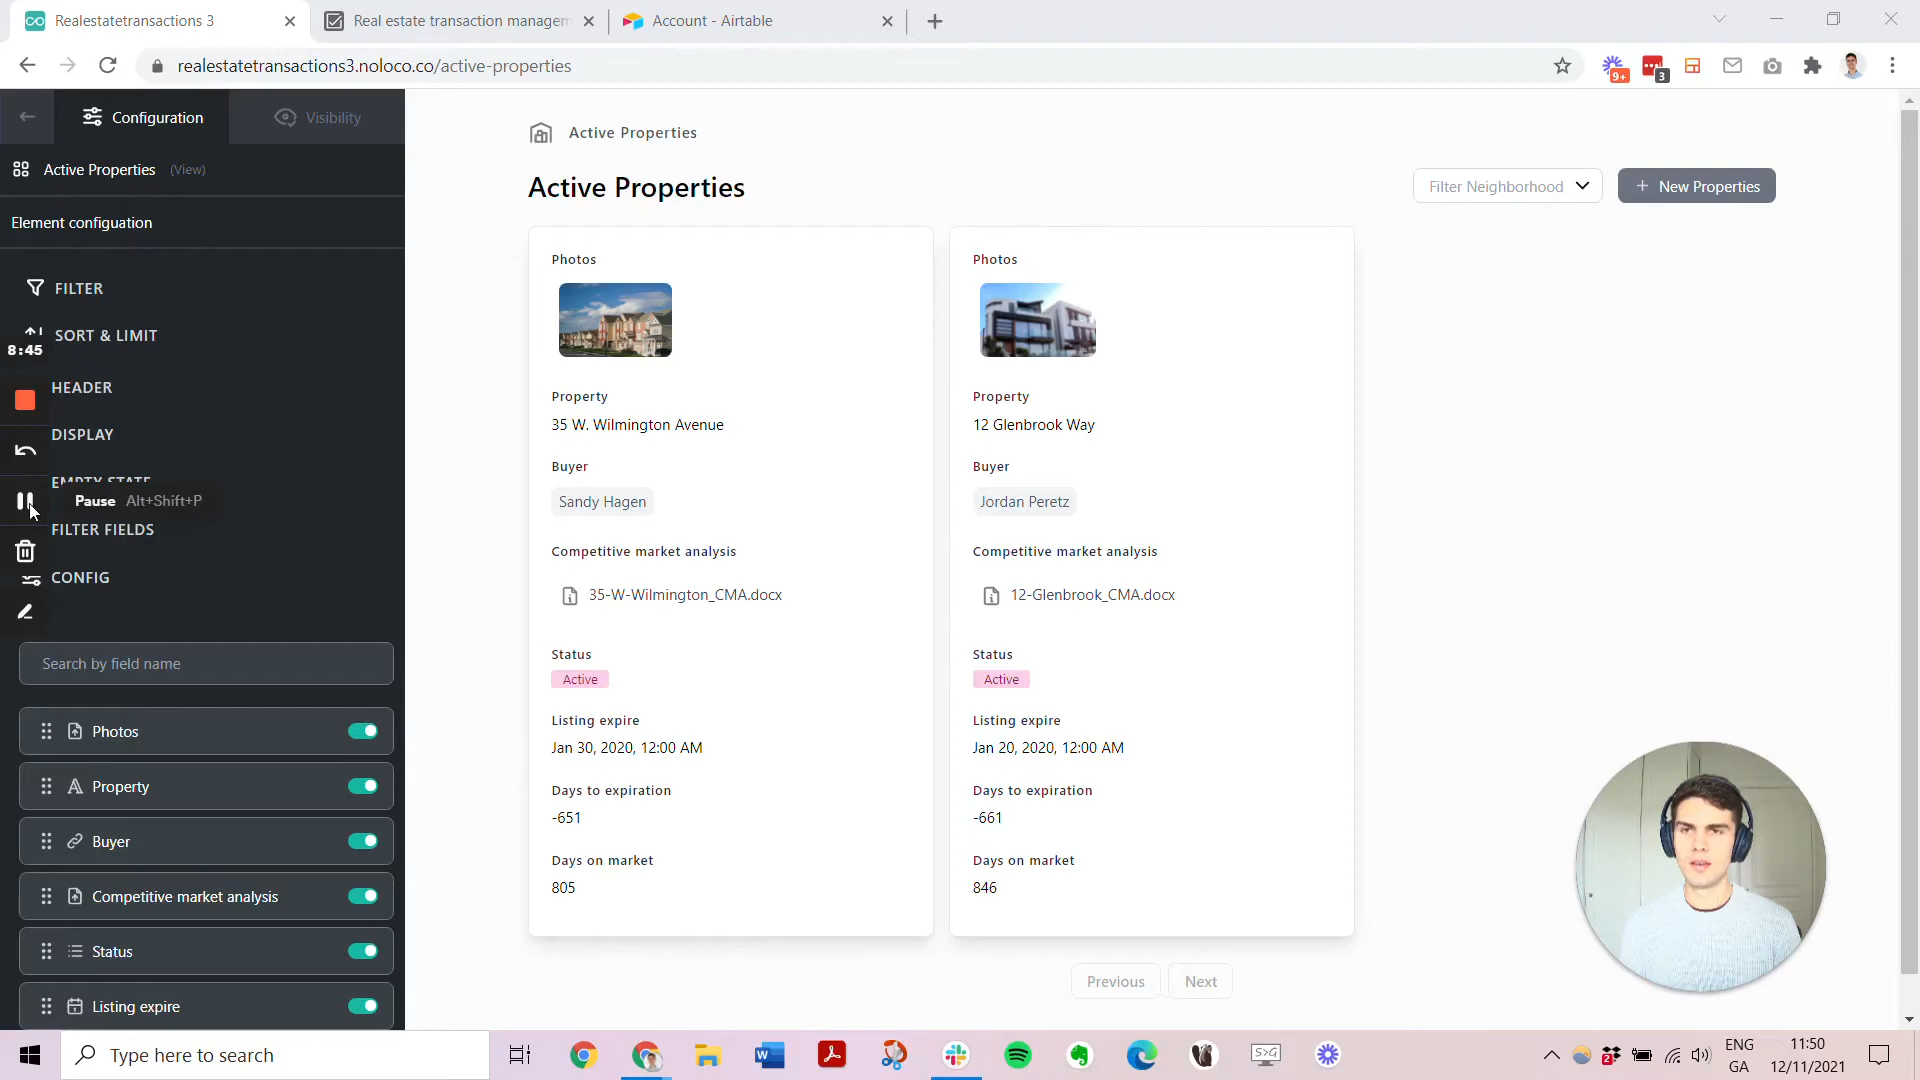 Realestatetransactions 3
Real estate transaction managem
Account - Airtable
realestatetransactions3.noloco.co/active-properties
9+
3
Configuration
Visibility
Active Properties (View)
Element configuation
FILTER
SORT & LIMIT
8:45
HEADER
DISPLAY
EMPTY STATE
Pause Alt+Shift+P
FILTER FIELDS
CONFIG
Search by field name
Photos
Property
Buyer
Competitive market analysis
Status
Listing expire
Active Properties
Active Properties
Filter Neighborhood
+ New Properties
Photos
Property
35 W. Wilmington Avenue
Buyer
Sandy Hagen
Competitive market analysis
35-W-Wilmington_CMA.docx
Status
Active
Listing expire
Jan 30, 2020, 12:00 AM
Days to expiration
-651
Days on market
805
Photos
Property
12 Glenbrook Way
Buyer
Jordan Peretz
Competitive market analysis
12-Glenbrook_CMA.docx
Status
Active
Listing expire
Jan 20, 2020, 12:00 AM
Days to expiration
-661
Days on market
846
Previous
Next
Type here to search
S>G
2
ENG
GA
11:50
12/11/2021